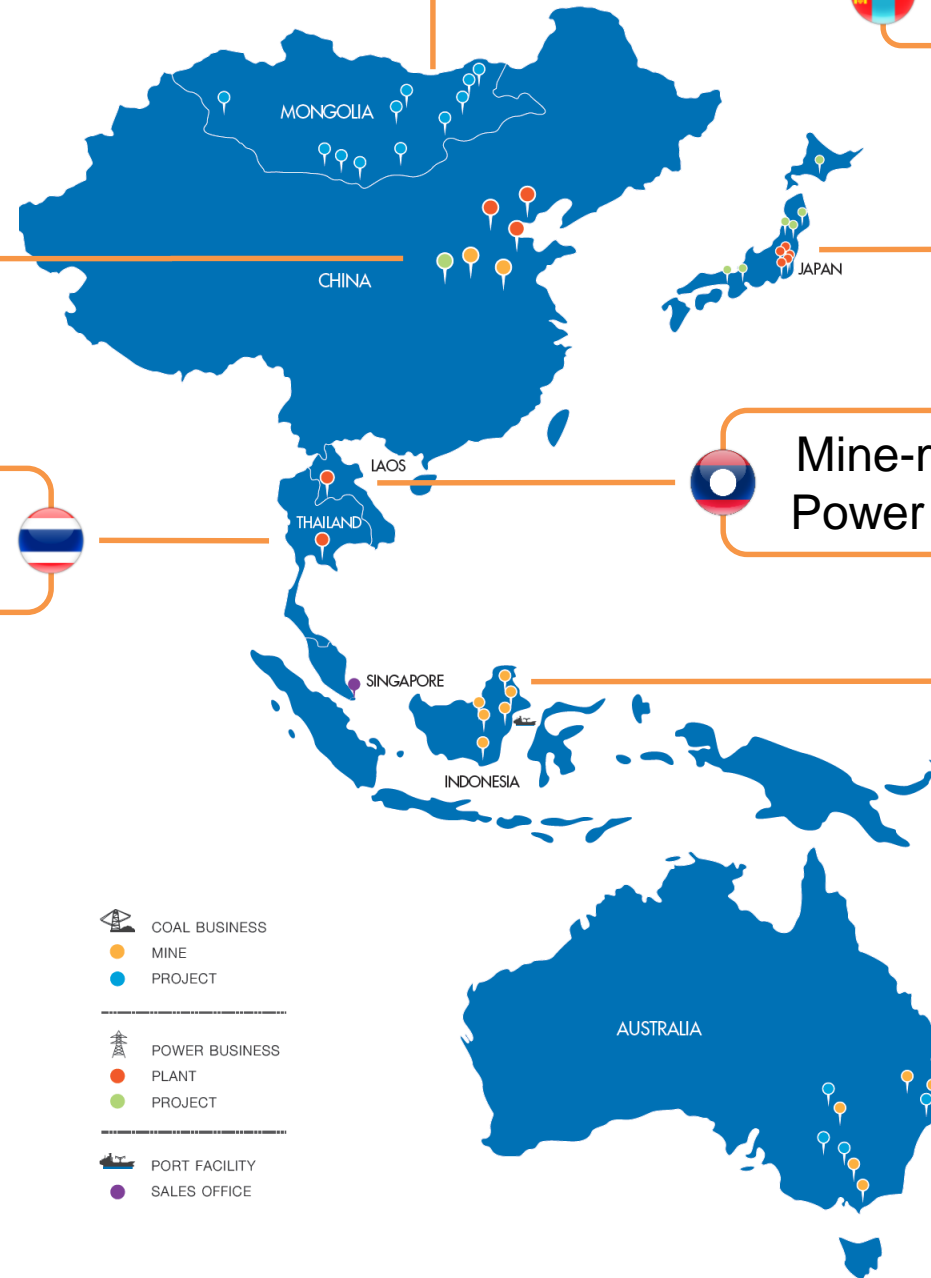 MONGOLIA
CHINA
JAPAN
LAOS
Mine-
Power
THAILAND
SINGAPORE
INDONESIA
COAL BUSINESS
MINE
PROJECT
AUSTRALIA
POWER BUSINESS
PLANT
PROJECT
PORT FACILITY
SALES OFFICE